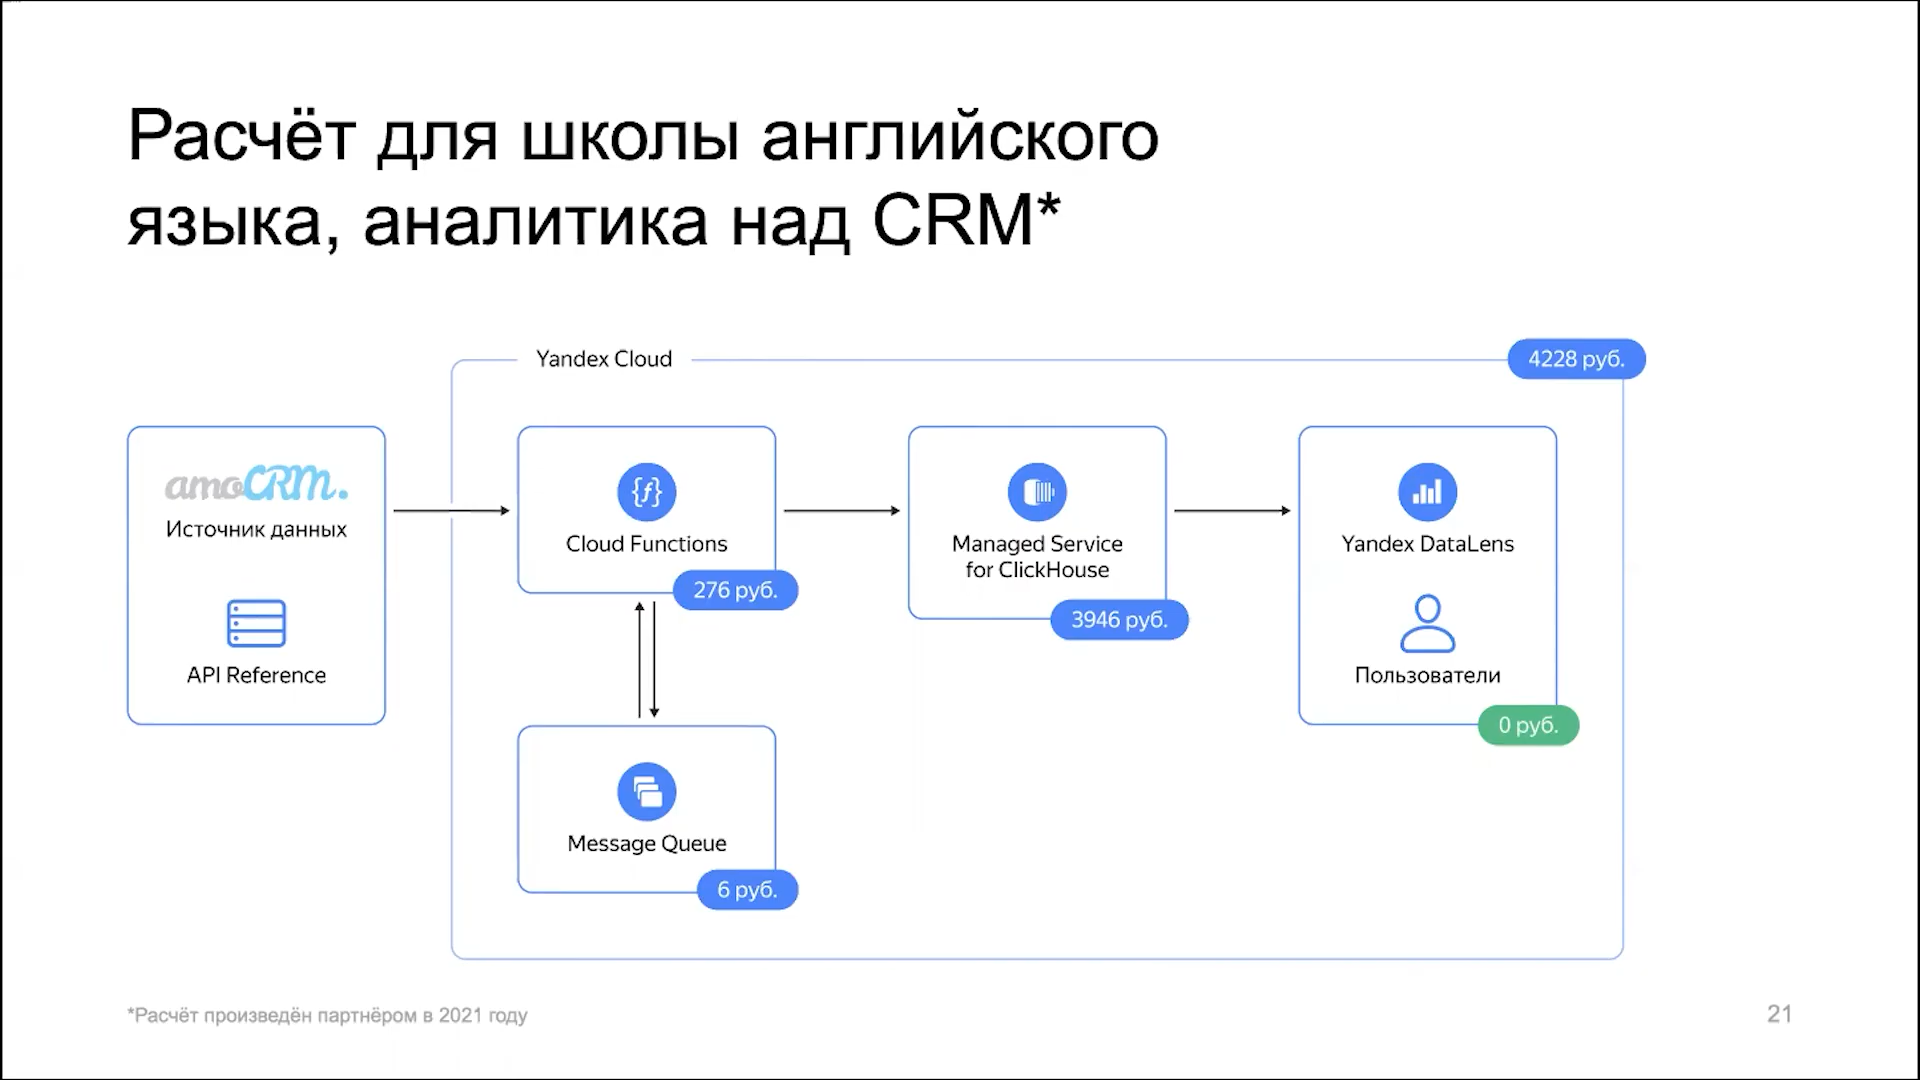 Расчёт для школы английского
языка, аналитика над CRM*
Yandex Cloud
4228 руб.
amoCRM.
Источник данных
API Reference
{f}
Cloud Functions
276 руб.
Managed Service
for ClickHouse
3946 руб.
Yandex DataLens
Пользователи
0 руб.
Message Queue
6 руб.
*Расчёт произведён партнёром в 2021 году
21